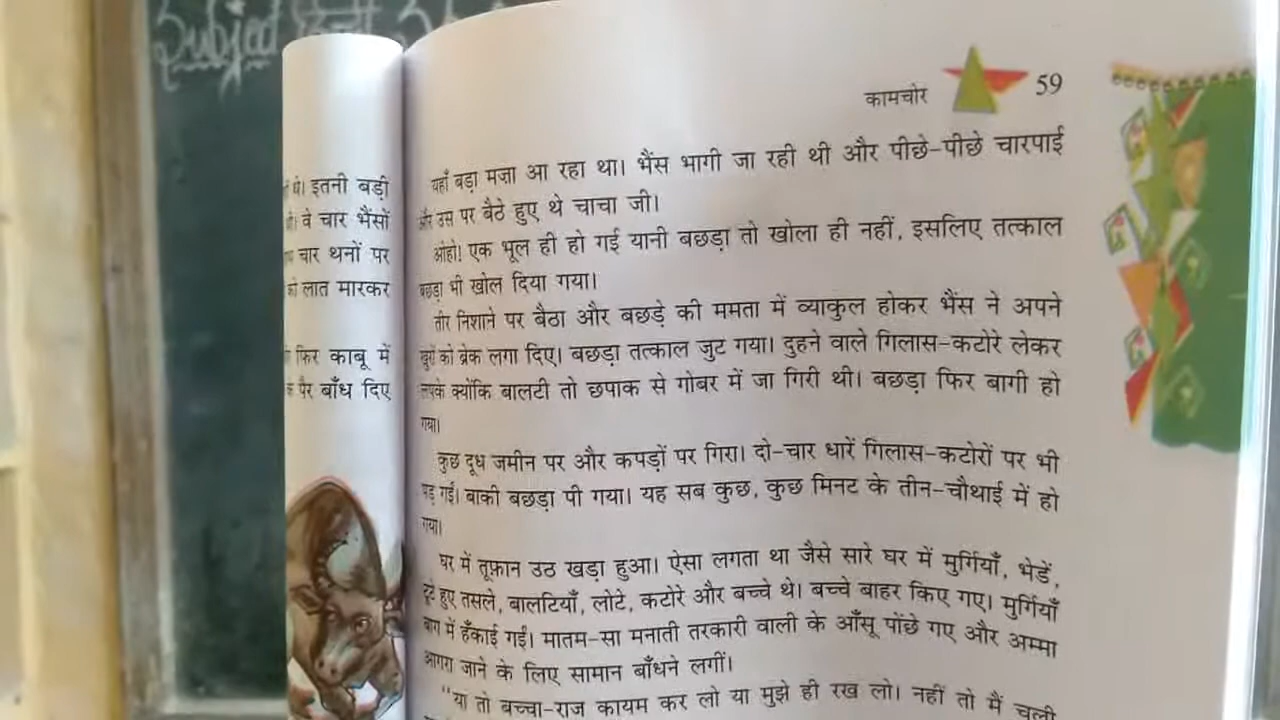 Subject हिन्दी
कामचोर 59
थे। इतनी बड़ी
वे चार भैंसों
चार थनों पर
लात मारकर
फिर काबू में
पैर बाँध दिए
यहाँ बड़ा मज़ा आ रहा था। भैंस भागी जा रही थी और पीछे-पीछे चारपाई
और उस पर बैठे हुए थे चाचा जी।
ओहो! एक भूल ही हो गई यानी बछड़ा तो खोला ही नहीं, इसलिए तत्काल
बछड़ा भी खोल दिया गया।
तीर निशाने पर बैठा और बछड़े की ममता में व्याकुल होकर भैंस ने अपने
खुरों को ब्रेक लगा दिए। बछड़ा तत्काल जुट गया। दुहने वाले गिलास-कटोरे लेकर
लपके क्योंकि बालटी तो छपाक से गोबर में जा गिरी थी। बछड़ा फिर बागी हो
गया।
कुछ दूध जमीन पर और कपड़ों पर गिरा। दो-चार धारें गिलास-कटोरों पर भी
पड़ गईं। बाकी बछड़ा पी गया। यह सब कुछ, कुछ मिनट के तीन-चौथाई में हो
गया।
घर में तूफ़ान उठ खड़ा हुआ। ऐसा लगता था जैसे सारे घर में मुर्गियाँ, भेड़ें,
टूटे हुए तसले, बालटियाँ, लोटे, कटोरे और बच्चे थे। बच्चे बाहर किए गए। मुर्गियाँ
बाग में हँकाई गईं। मातम-सा मनाती तरकारी वाली के आँसू पोंछे गए और अम्मा
आगरा जाने के लिए सामान बाँधने लगीं।
"या तो बच्चा-राज कायम कर लो या मुझे ही रख लो। नहीं तो मैं चली